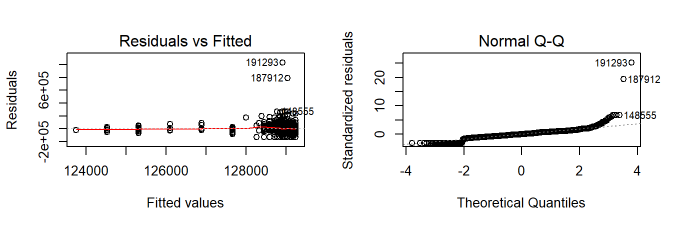 Residuals vs Fitted
Residuals
-2e+05
6e+05
191293
187912
148555
124000
126000
128000
Fitted values
Normal Q-Q
Standardized residuals
0
10
20
191293
187912
148555
-4
-2
0
2
4
Theoretical Quantiles